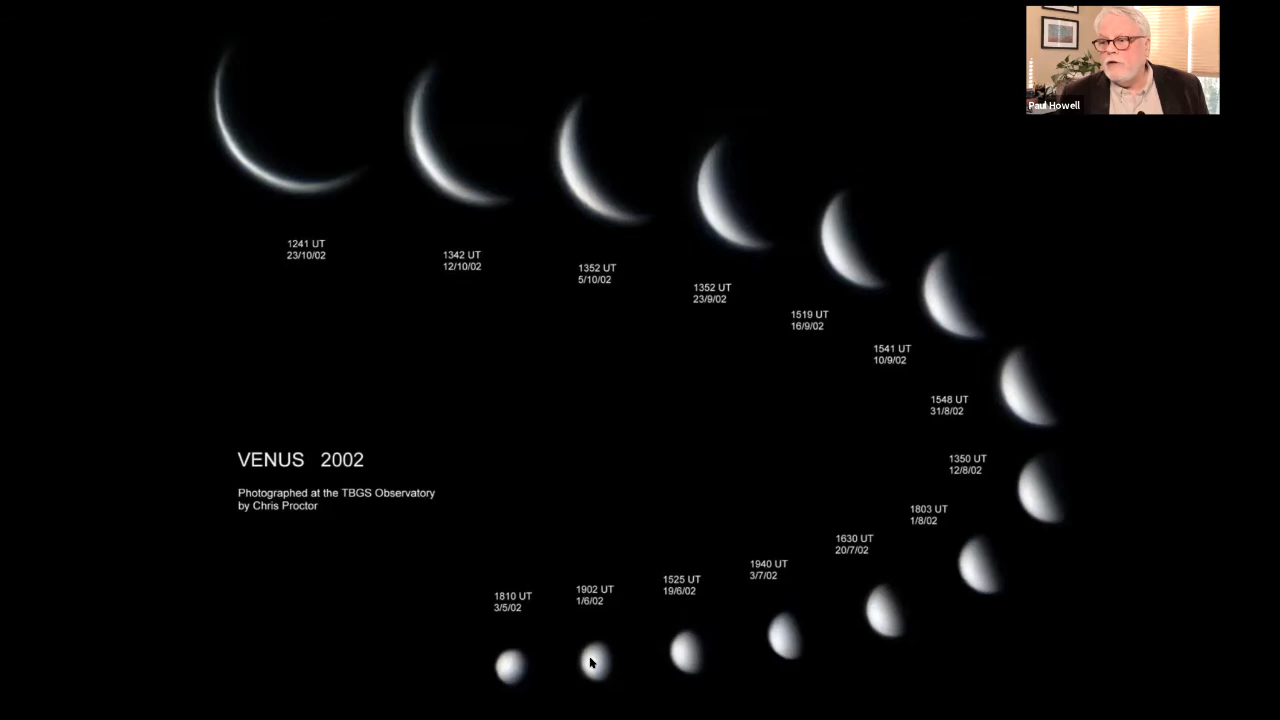 Paul Howell
1241 UT
23/10/02
1342 UT
12/10/02
1352 UT
5/10/02
1352 UT
23/9/02
1519 UT
16/9/02
1541 UT
10/9/02
1548 UT
31/8/02
1350 UT
12/8/02
1803 UT
1/8/02
1630 UT
20/7/02
1940 UT
3/7/02
1525 UT
19/6/02
1902 UT
1/6/02
1810 UT
3/5/02
VENUS 2002
Photographed at the TBGS Observatory
by Chris Proctor